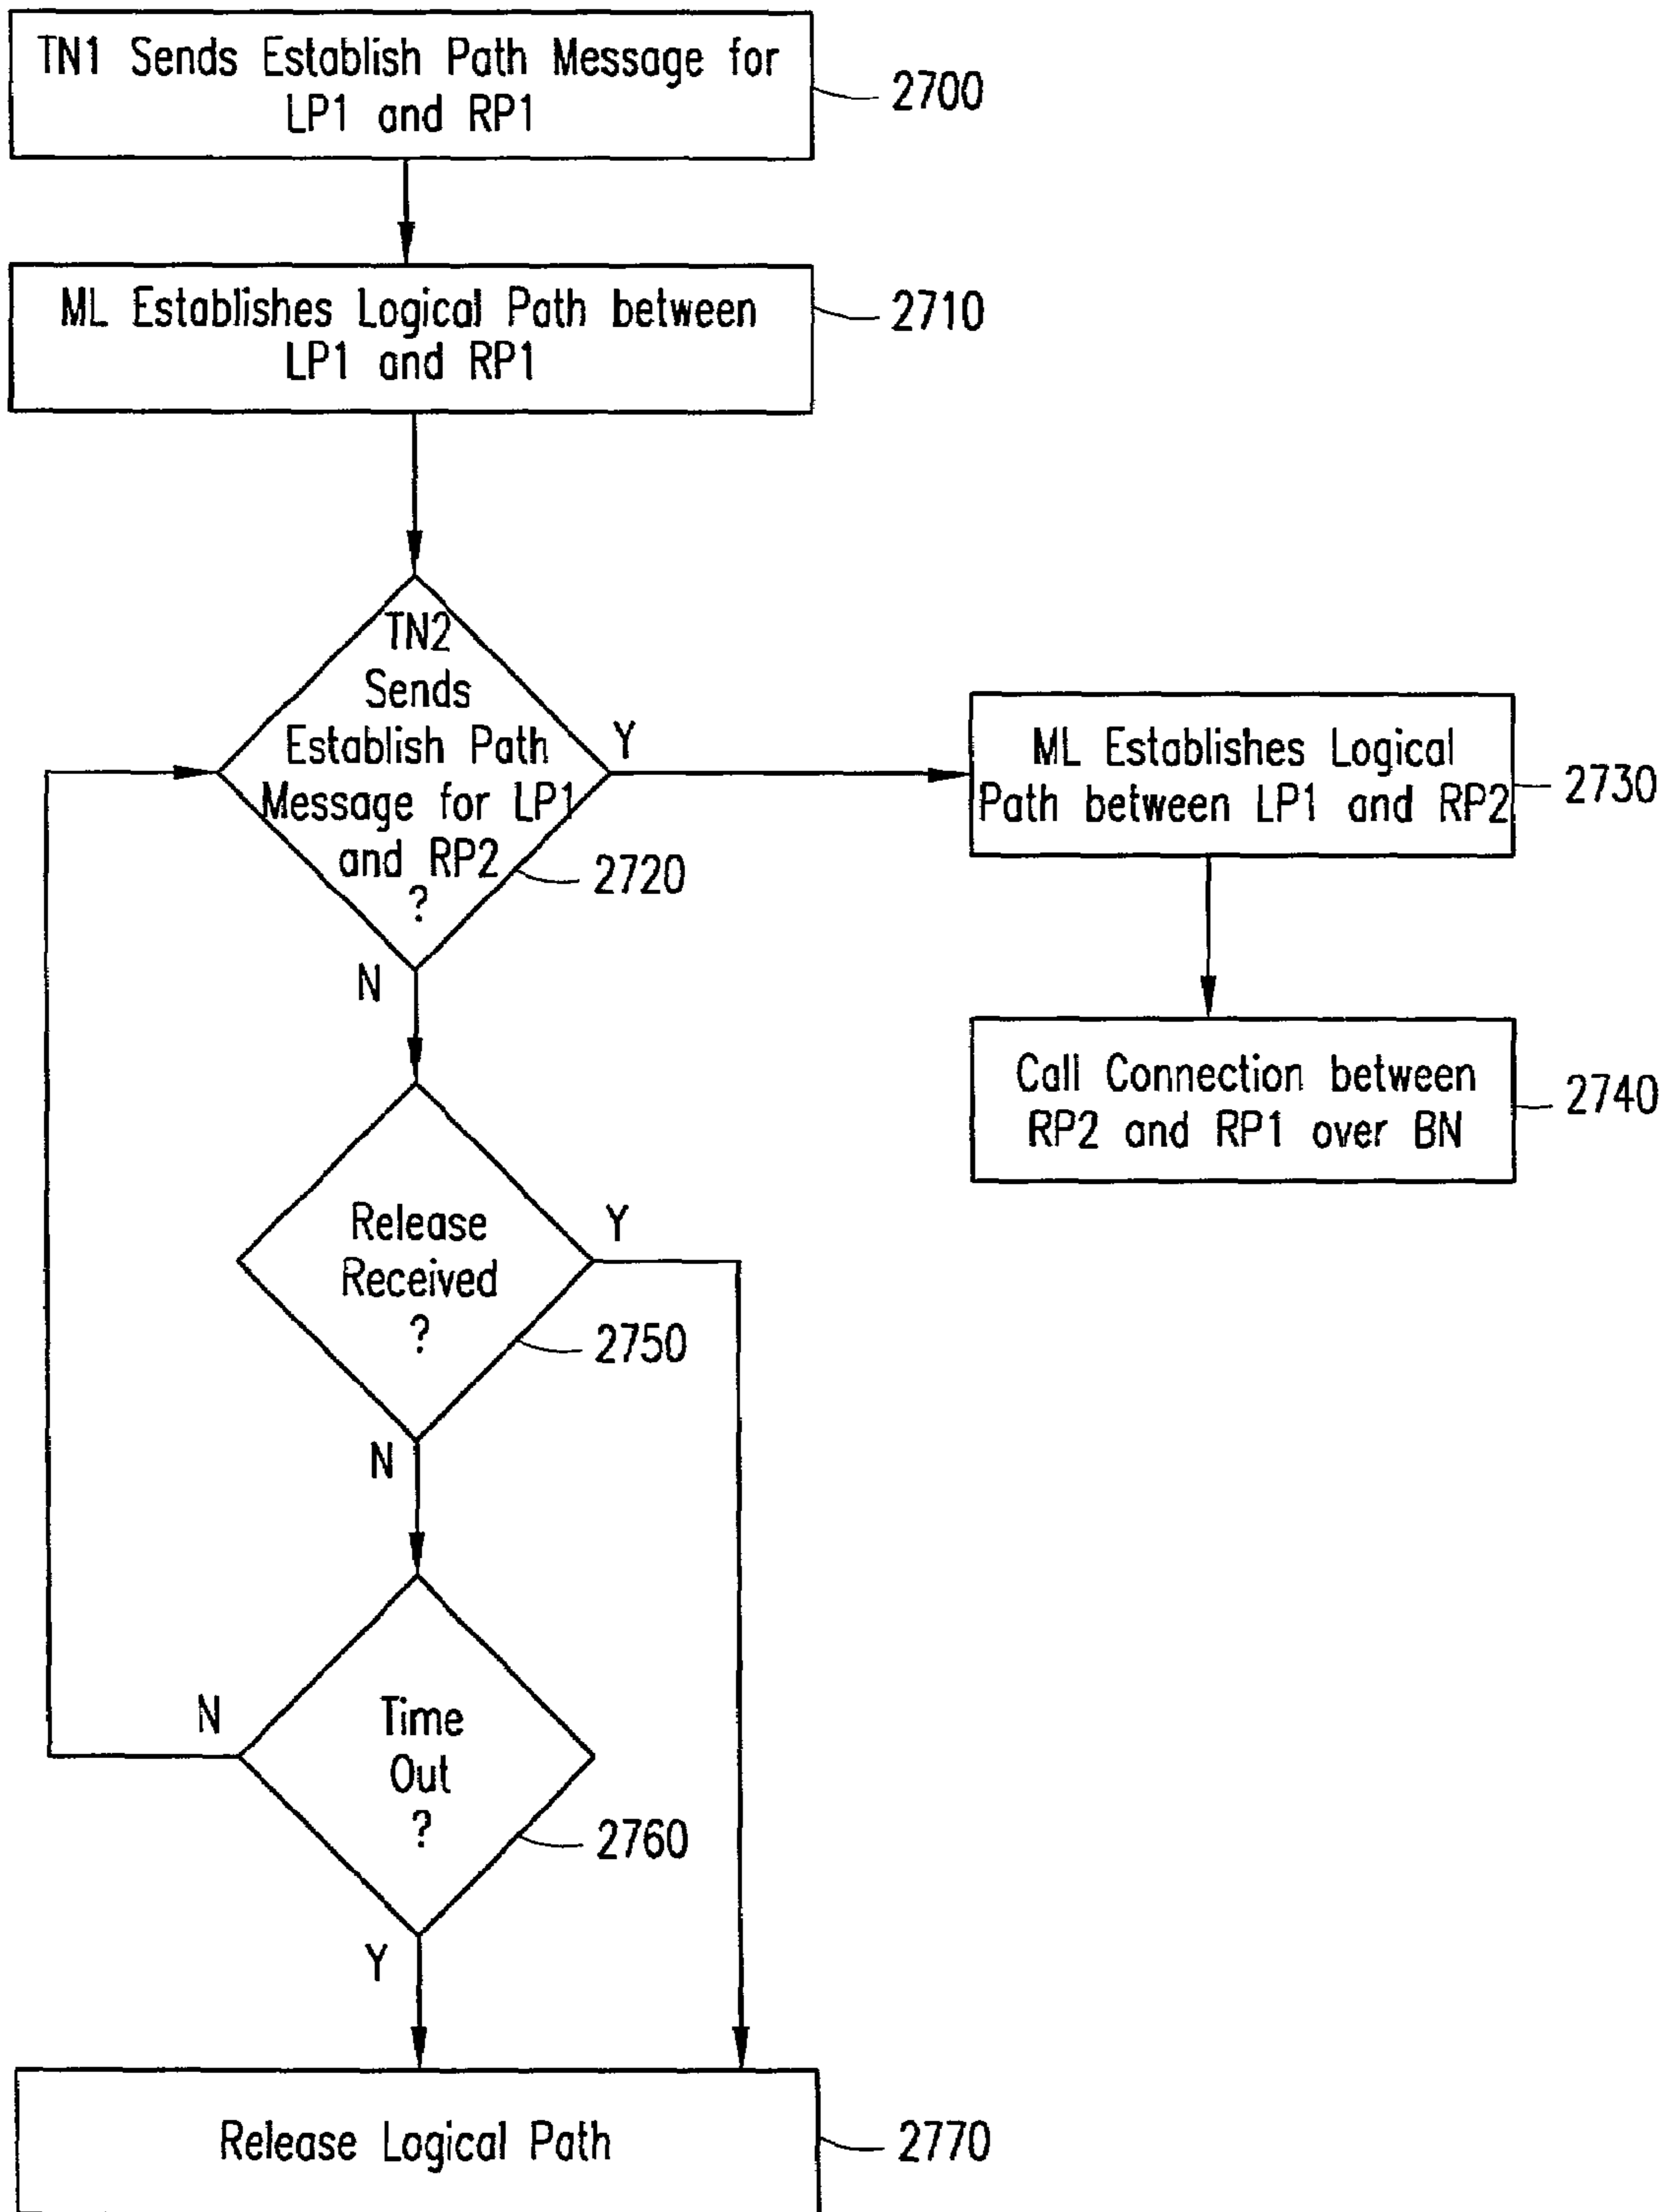 TN1 Sends Establish Path Message for
LP1 and RP1
2700
ML Establishes Logical Path between
LP1 and RP1
2710
TN2
Sends
Establish Path
Message for LP1
and RP2
?
2720
Y
N
ML Establishes Logical
Path between LP1 and RP2
2730
Call Connection between
RP2 and RP1 over BN
2740
Release
Received
?
2750
Y
N
Time
Out
?
2760
N
Y
Release Logical Path
2770